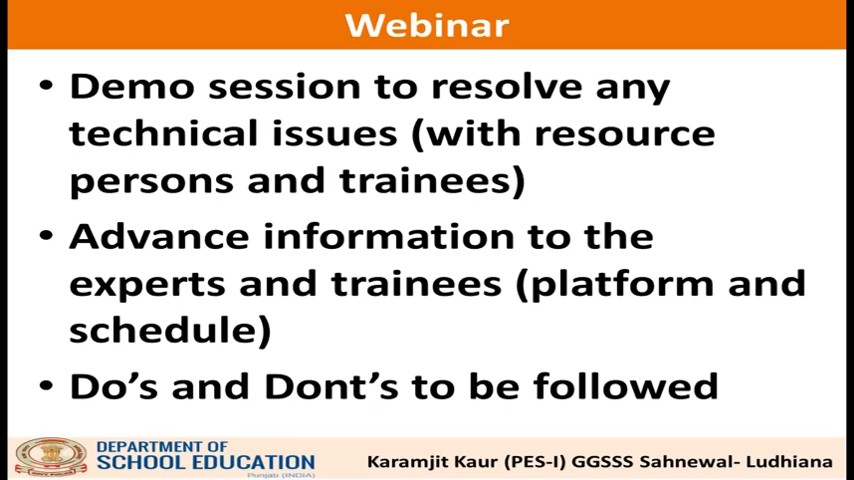 Webinar
• Demo session to resolve any
technical issues (with resource
persons and trainees)
• Advance information to the
experts and trainees (platform and
schedule)
• Do's and Dont's to be followed
DEPARTMENT OF
SCHOOL EDUCATION
Punjab (INDIA)
Karamjit Kaur (PES-I) GGSSS Sahnewal- Ludhiana